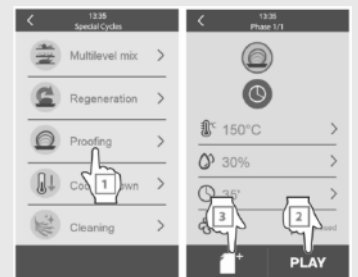 13:35
Special Cycles
Multilevel mix
Regeneration
Proofing
1
Cleaning
13:35
Phase 1/1
150°C
30%
35'
3
2
PLAY